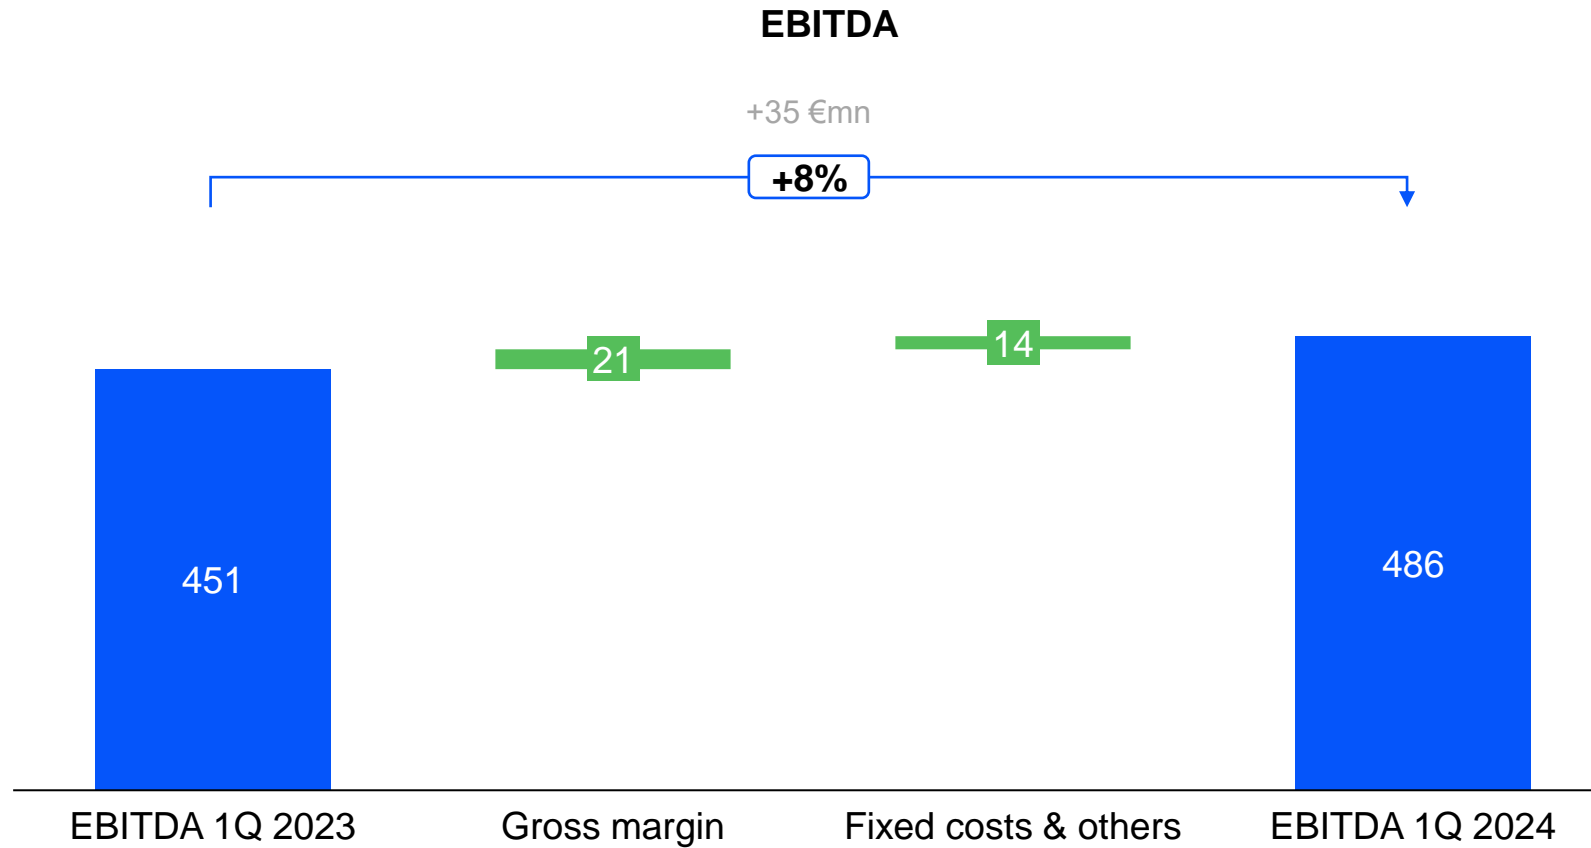 EBITDA
+35 €mn
+8%
21
14
451
486
EBITDA 1Q 2023
Gross margin
Fixed costs & others
EBITDA 1Q 2024